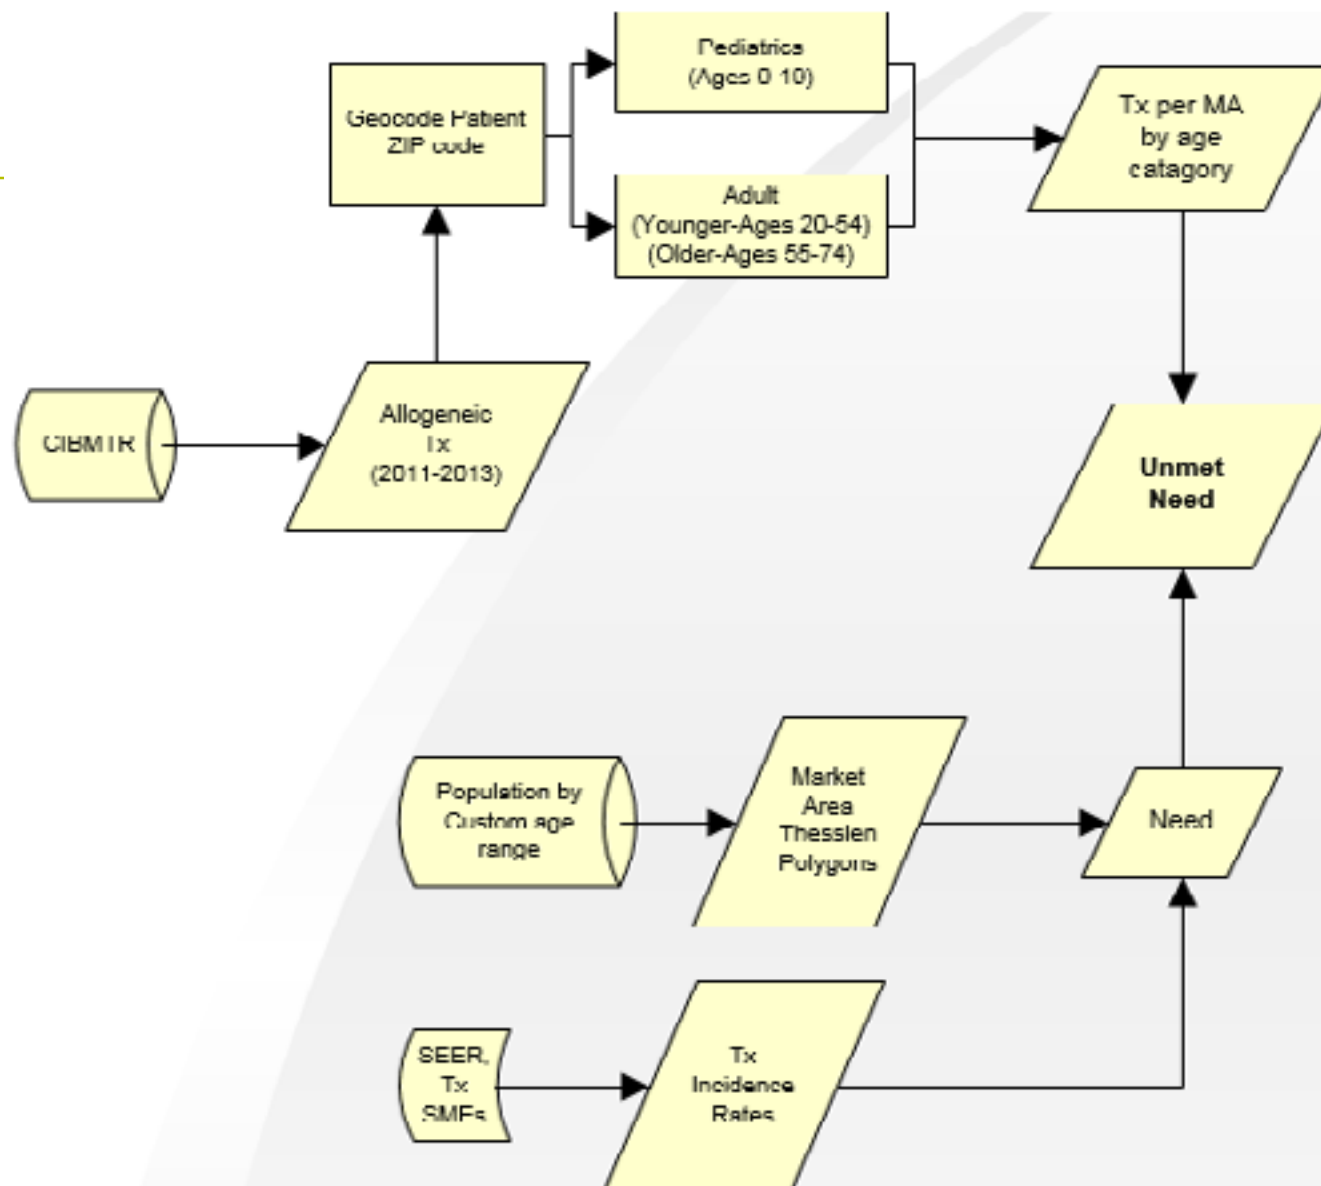 Pediatrics
(Ages 0-10)
Geocode Patient
ZIP code
Tx per MA
by age
catagory
Adult
(Younger-Ages 20-54)
(Older-Ages 55-74)
CIBMTR
Allogeneic
Tx
(2011-2013)
Unmet
Need
Population by
Custom age
range
Market
Area
Thessien
Polygons
Need
SEER,
Tx
SMEs
Tx
Incidence
Rates